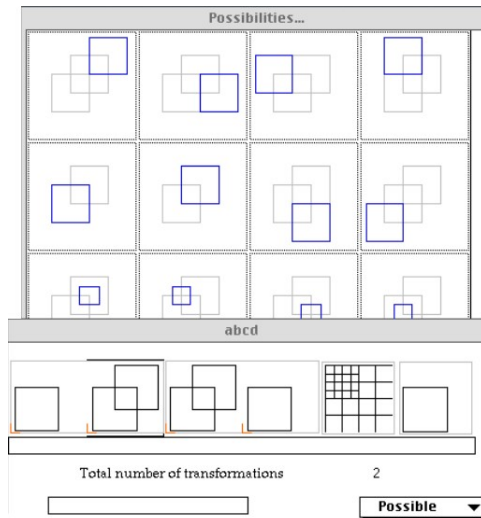 Possibilities...
abcd
Total number of transformations 2
Possible